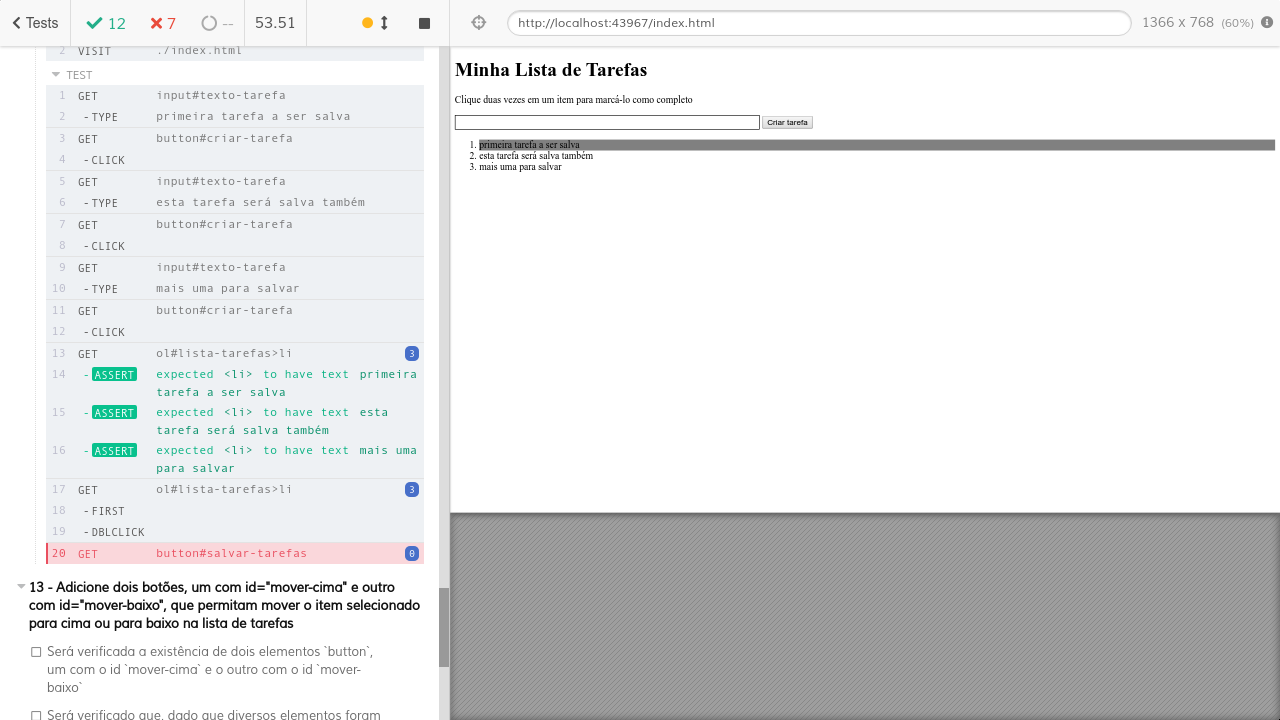 Tests 12 7 -- 53.51 http://localhost:43967/index.html 1366 x 768 (60%)
2 VISIT ./index.html
TEST
1 GET input#texto-tarefa
2 -TYPE primeira tarefa a ser salva
3 GET button#criar-tarefa
4 -CLICK
5 GET input#texto-tarefa
6 -TYPE esta tarefa será salva também
7 GET button#criar-tarefa
8 -CLICK
9 GET input#texto-tarefa
10 -TYPE mais uma para salvar
11 GET button#criar-tarefa
12 -CLICK
13 GET ol#lista-tarefas>li 3
14 -ASSERT expected <li> to have text primeira
tarefa a ser salva
15 -ASSERT expected <li> to have text esta
tarefa será salva também
16 -ASSERT expected <li> to have text mais uma
para salvar
17 GET ol#lista-tarefas>li 3
18 -FIRST
19 -DBLCLICK
20 GET button#salvar-tarefas 0
13 - Adicione dois botões, um com id="mover-cima" e outro
com id="mover-baixo", que permitam mover o item selecionado
para cima ou para baixo na lista de tarefas
Será verificada a existência de dois elementos `button`,
um com o id `mover-cima` e o outro com o id `mover-
baixo`
Será verificado que, dado que diversos elementos foram
Minha Lista de Tarefas
Clique duas vezes em um item para marcá-lo como completo
Criar tarefa
1. primeira tarefa a ser salva
2. esta tarefa será salva também
3. mais uma para salvar